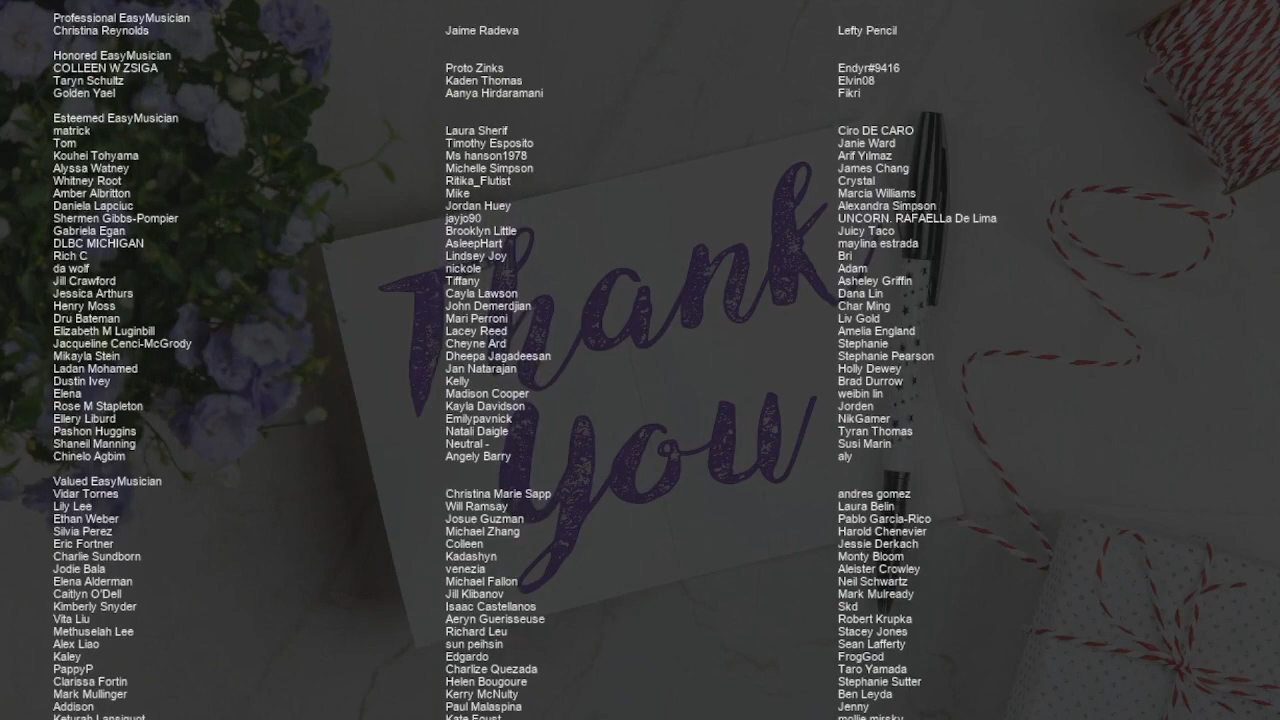 Professional EasyMusician
Christina Reynolds Jaime Radeva Lefty Pencil
Honored EasyMusician
COLLEEN W ZSIGA Proto Zinks Endyr#9416
Taryn Schultz Kaden Thomas Elvin08
Golden Yael Aanya Hirdaramani Fikri
Esteemed EasyMusician
matrick Laura Sherif Ciro DE CARO
Tom Timothy Esposito Janie Ward
Kouhei Tohyama Ms hanson1978 Arif Yılmaz
Alyssa Watney Michelle Simpson James Chang
Whitney Root Ritika_Flutist Crystal
Amber Albritton Mike Marcia Williams
Daniela Lapciuc Jordan Huey Alexandra Simpson
Shermen Gibbs-Pompier jayjo90 UNCORN. RAFAELLa De Lima
Gabriela Egan Brooklyn Little Juicy Taco
DLBC MICHIGAN AsleepHart maylina estrada
Rich C Lindsey Joy Bri
da wolf nickole Adam
Jill Crawford Tiffany Asheley Griffin
Jessica Arthurs Cayla Lawson Dana Lin
Henry Moss John Demerdjian Char Ming
Dru Bateman Mari Perroni Liv Gold
Elizabeth M Luginbill Lacey Reed Amelia England
Jacqueline Cenci-McGrody Cheyne Ard Stephanie
Mikayla Stein Dheepa Jagadeesan Stephanie Pearson
Ladan Mohamed Jan Natarajan Holly Dewey
Dustin Ivey Kelly Brad Durrow
Elena Madison Cooper weibin lin
Rose M Stapleton Kayla Davidson Jorden
Ellery Liburd Emilypavnick NikGamer
Pashon Huggins Natali Daigle Tyran Thomas
Shaneil Manning Neutral - Susi Marin
Chinelo Agbim Angely Barry aly
Valued EasyMusician
Vidar Tornes Christina Marie Sapp andres gomez
Lily Lee Will Ramsay Laura Belin
Ethan Weber Josue Guzman Pablo Garcia-Rico
Silvia Perez Michael Zhang Harold Chenevier
Eric Fortner Colleen Jessie Derkach
Charlie Sundborn Kadashyn Monty Bloom
Jodie Bala venezia Aleister Crowley
Elena Alderman Michael Fallon Neil Schwartz
Caitlyn O'Dell Jill Klibanov Mark Mulready
Kimberly Snyder Isaac Castellanos Skd
Vita Liu Aeryn Guerisseuse Robert Krupka
Methuselah Lee Richard Leu Stacey Jones
Alex Liao sun peihsin Sean Lafferty
Kaley Edgardo FrogGod
PappyP Charlize Quezada Taro Yamada
Clarissa Fortin Helen Bougoure Stephanie Sutter
Mark Mullinger Kerry McNulty Ben Leyda
Addison Paul Malaspina Jenny
Kate Foust mollie mirsky
Thank
you